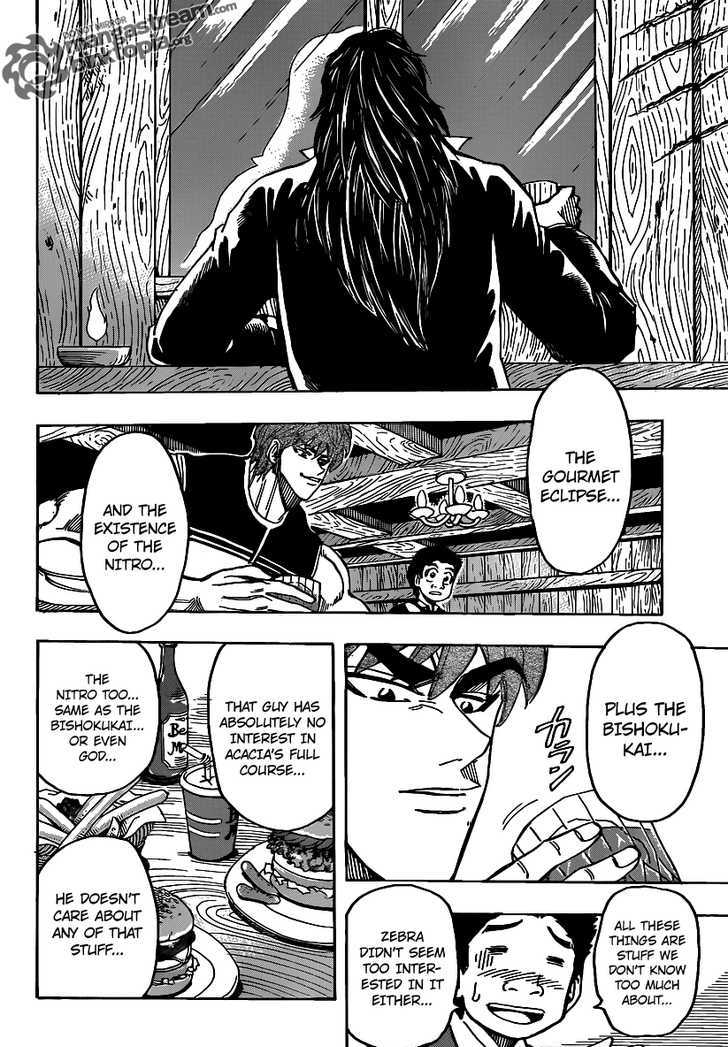 mangastream.com
THE
GOURMET
ECLIPSE...
AND THE
EXISTENCE
OF THE
NITRO...
PLUS THE
BISHOKU-
KAI...
カラン
THAT GUY HAS
ABSOLUTELY NO
INTEREST IN
ACACIA'S FULL
COURSE...
THE
NITRO TOO...
SAME AS THE
BISHOKUKAI...
OR EVEN
GOD...
Be
HE DOESN'T
CARE ABOUT
ANY OF THAT
STUFF...
ALL THESE
THINGS ARE
STUFF WE
DON'T KNOW
TOO MUCH
ABOUT...
ZEBRA
DIDN'T SEEM
TOO INTER-
ESTED IN IT
EITHER...